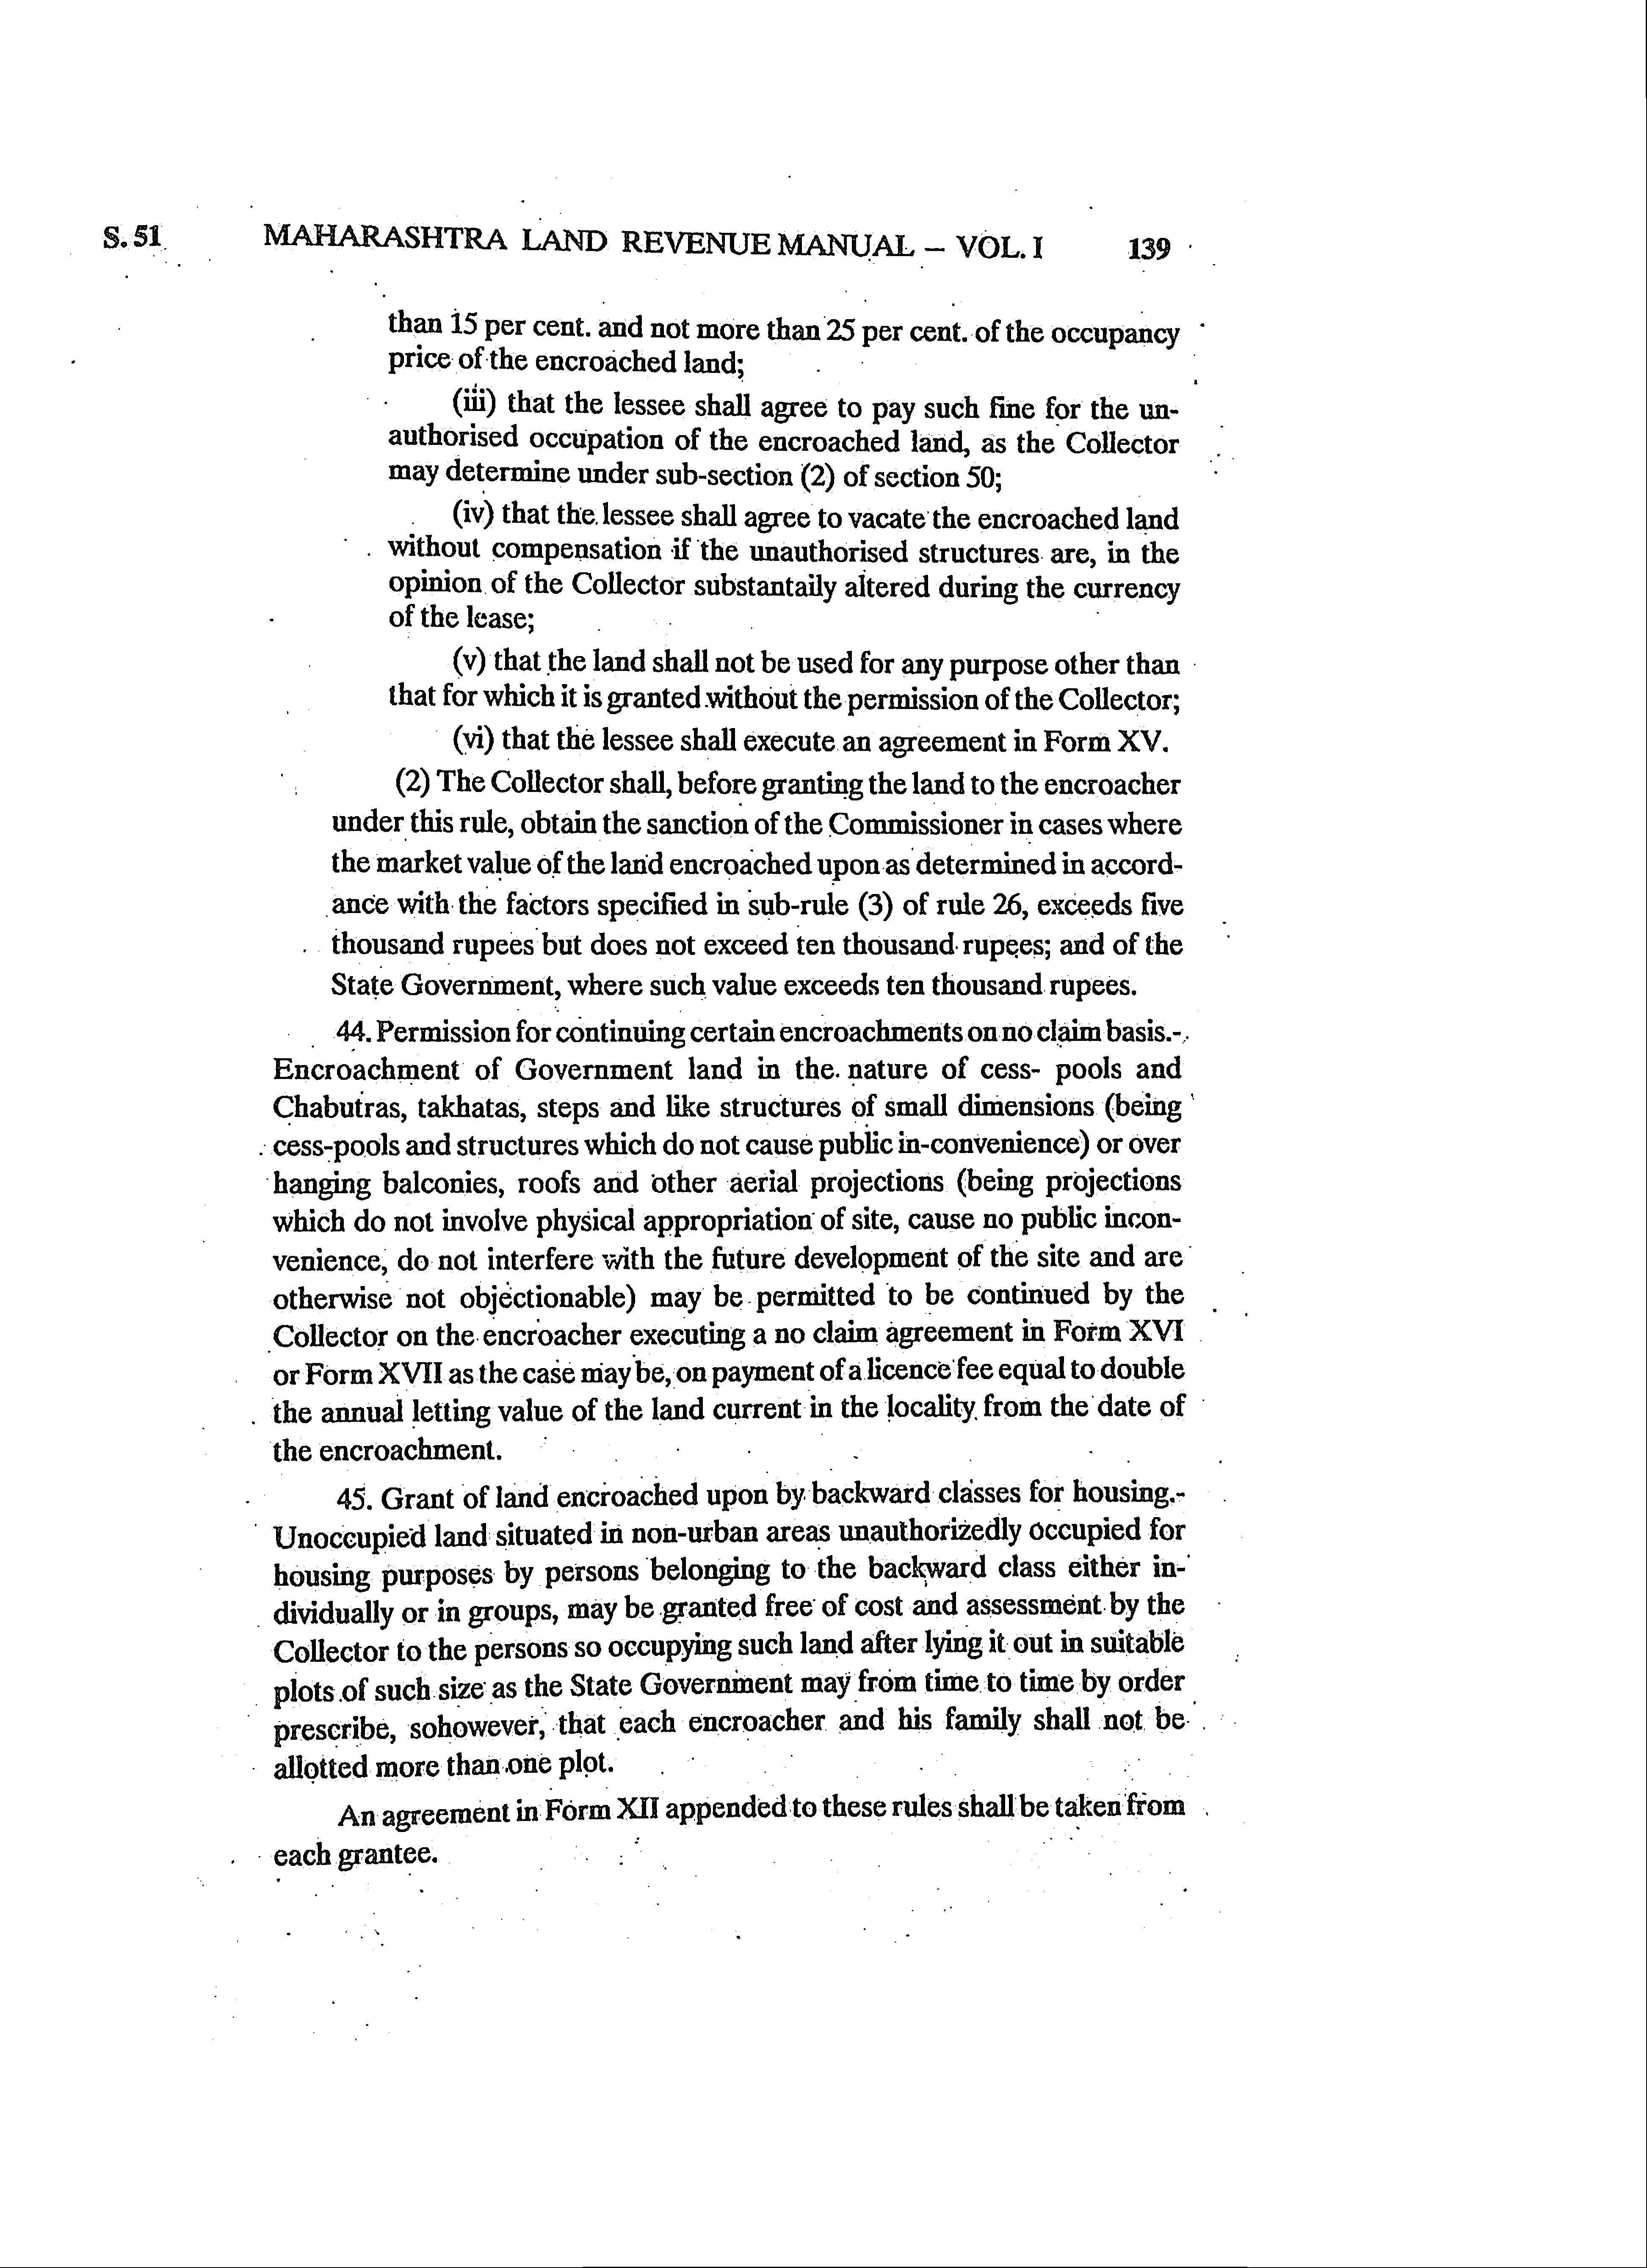 S. 51 MAHARASHTRA LAND REVENUE MANUAL – VOL. I 139
than 15 per cent. and not more than 25 per cent. of the occupancy
price of the encroached land;
(iii) that the lessee shall agree to pay such fine for the un-
authorised occupation of the encroached land, as the Collector
may determine under sub-section (2) of section 50;
(iv) that the lessee shall agree to vacate the encroached land
without compensation if the unauthorised structures are, in the
opinion of the Collector substantaily altered during the currency
of the lease;
(v) that the land shall not be used for any purpose other than
that for which it is granted without the permission of the Collector;
(vi) that the lessee shall execute an agreement in Form XV.
(2) The Collector shall, before granting the land to the encroacher
under this rule, obtain the sanction of the Commissioner in cases where
the market value of the land encroached upon as determined in accord-
ance with the factors specified in sub-rule (3) of rule 26, exceeds five
thousand rupees but does not exceed ten thousand rupees; and of the
State Government, where such value exceeds ten thousand rupees.
44. Permission for continuing certain encroachments on no claim basis.-
Encroachment of Government land in the nature of cess- pools and
Chabutras, takhatas, steps and like structures of small dimensions (being
cess-pools and structures which do not cause public in-convenience) or over
hanging balconies, roofs and other aerial projections (being projections
which do not involve physical appropriation of site, cause no public incon-
venience, do not interfere with the future development of the site and are
otherwise not objectionable) may be permitted to be continued by the
Collector on the encroacher executing a no claim agreement in Form XVI
or Form XVII as the case may be, on payment of a licence fee equal to double
the annual letting value of the land current in the locality from the date of
the encroachment.
45. Grant of land encroached upon by backward classes for housing.-
Unoccupied land situated in non-urban areas unauthorizedly occupied for
housing purposes by persons belonging to the backward class either in-
dividually or in groups, may be granted free of cost and assessment by the
Collector to the persons so occupying such land after lying it out in suitable
plots of such size as the State Government may from time to time by order
prescribe, sohowever, that each encroacher and his family shall not be
allotted more than one plot.
An agreement in Form XII appended to these rules shall be taken from
each grantee.